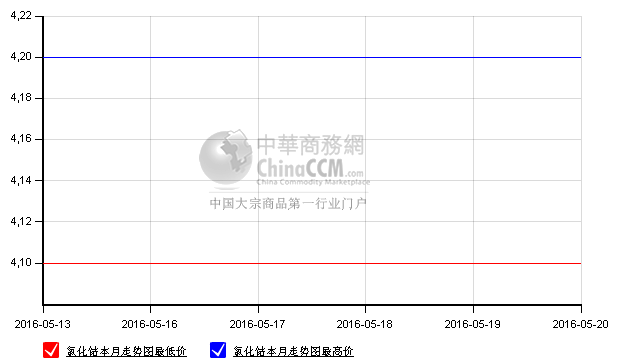 4,22
4,20
4,18
4,16
4,14
4,12
4,10
中華商務網
ChinaCCM.com
China Commodity Marketplace
中国大宗商品第一行业门户
2016-05-13
2016-05-16
2016-05-17
2016-05-18
2016-05-19
2016-05-20
氯化钴本月走势图最低价
氯化钴本月走势图最高价